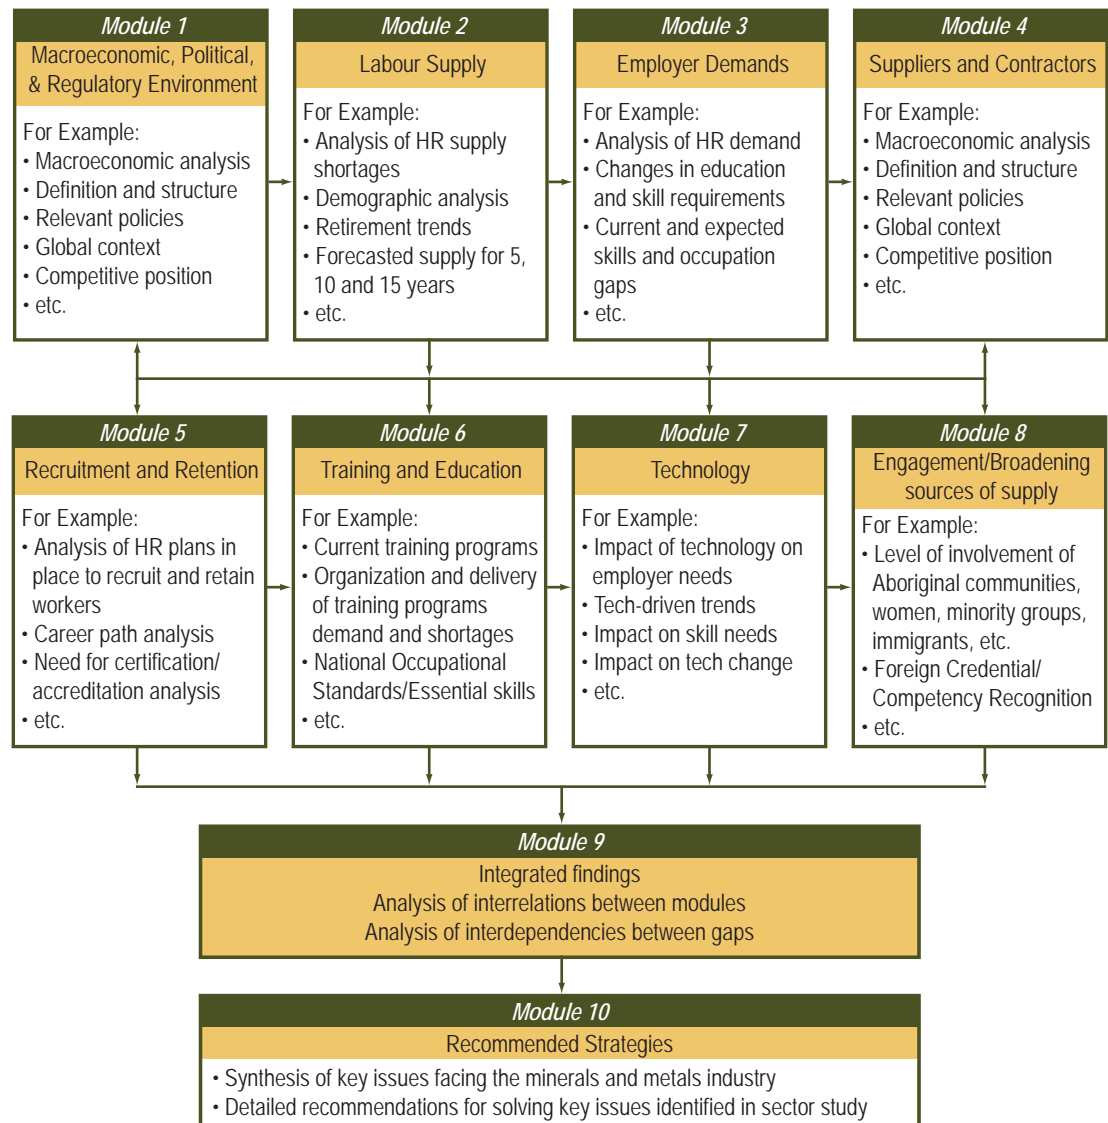 Module 1
Macroeconomic, Political,
& Regulatory Environment
For Example:
• Macroeconomic analysis
• Definition and structure
• Relevant policies
• Global context
• Competitive position
• etc.
Module 2
Labour Supply
For Example:
• Analysis of HR supply
shortages
• Demographic analysis
• Retirement trends
• Forecasted supply for 5,
10 and 15 years
• etc.
Module 3
Employer Demands
For Example:
• Analysis of HR demand
• Changes in education
and skill requirements
• Current and expected
skills and occupation
gaps
• etc.
Module 4
Suppliers and Contractors
For Example:
• Macroeconomic analysis
• Definition and structure
• Relevant policies
• Global context
• Competitive position
• etc.
Module 5
Recruitment and Retention
For Example:
• Analysis of HR plans in
place to recruit and retain
workers
• Career path analysis
• Need for certification/
accreditation analysis
• etc.
Module 6
Training and Education
For Example:
• Current training programs
• Organization and delivery
of training programs
demand and shortages
• National Occupational
Standards/Essential skills
• etc.
Module 7
Technology
For Example:
• Impact of technology on
employer needs
• Tech-driven trends
• Impact on skill needs
• Impact on tech change
• etc.
Module 8
Engagement/Broadening
sources of supply
For Example:
• Level of involvement of
Aboriginal communities,
women, minority groups,
immigrants, etc.
• Foreign Credential/
Competency Recognition
• etc.
Module 9
Integrated findings
Analysis of interrelations between modules
Analysis of interdependencies between gaps
Module 10
Recommended Strategies
• Synthesis of key issues facing the minerals and metals industry
• Detailed recommendations for solving key issues identified in sector study